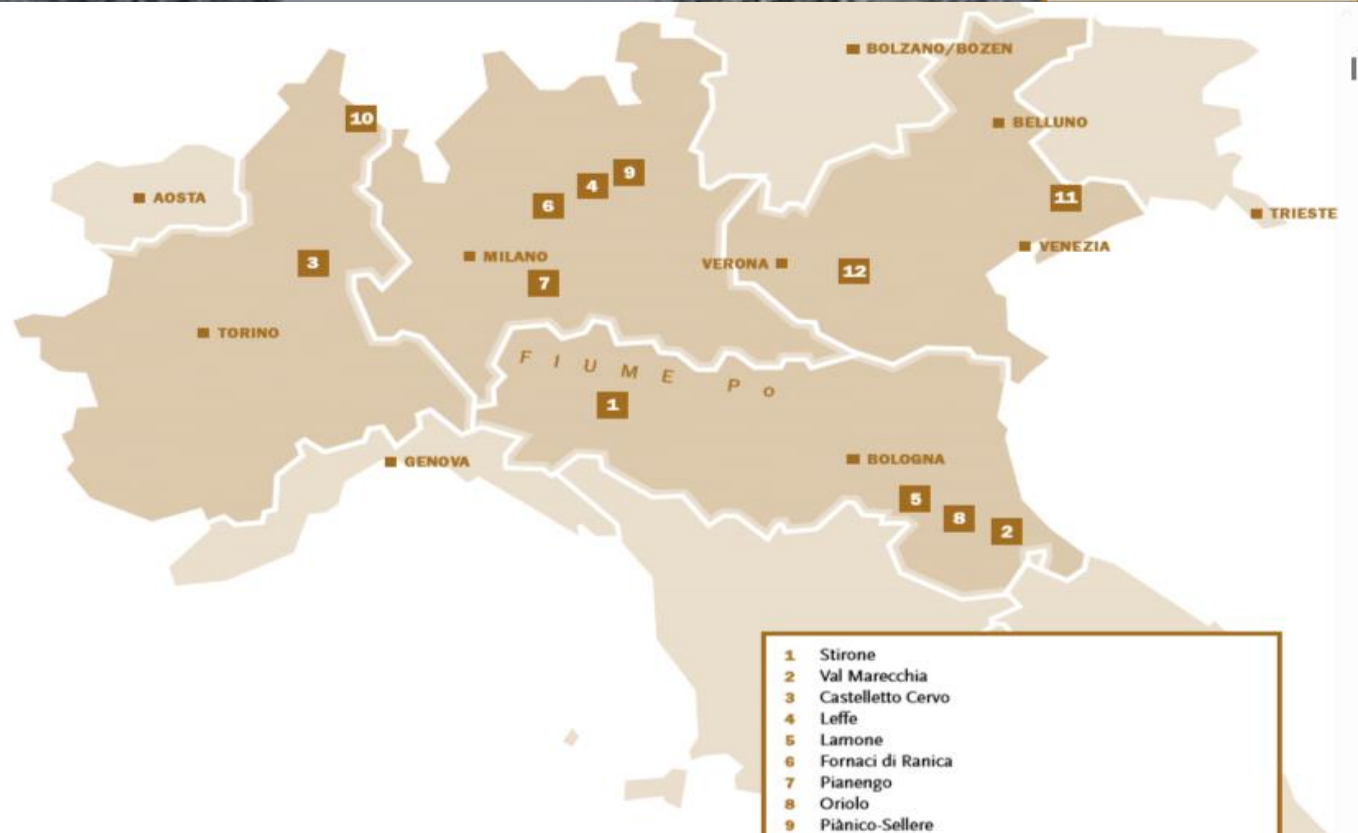 BOLZANO/BOZEN
10
BELLUNO
9
4
AOSTA
11
6
TRIESTE
VENEZIA
MILANO
3
VERONA
12
7
TORINO
FIUME Po
1
BOLOGNA
GENOVA
5
8
2
1 Stirone
2 Val Marecchia
3 Castelletto Cervo
4 Leffe
5 Lamone
6 Fornaci di Ranica
7 Pianengo
8 Oriolo
9 Piànico-Sellere